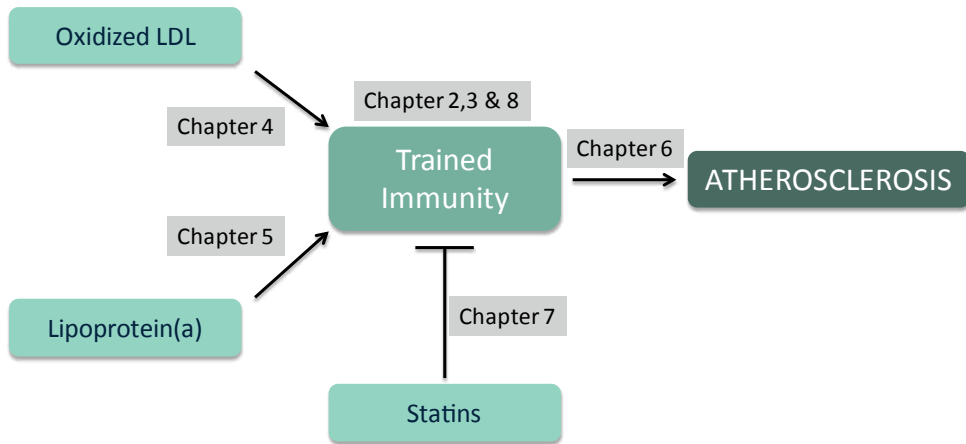 Oxidized LDL
Chapter 2,3 & 8
Chapter 4
Trained
Immunity
Chapter 6
ATHEROSCLEROSIS
Chapter 5
Lipoprotein(a)
Chapter 7
Statins